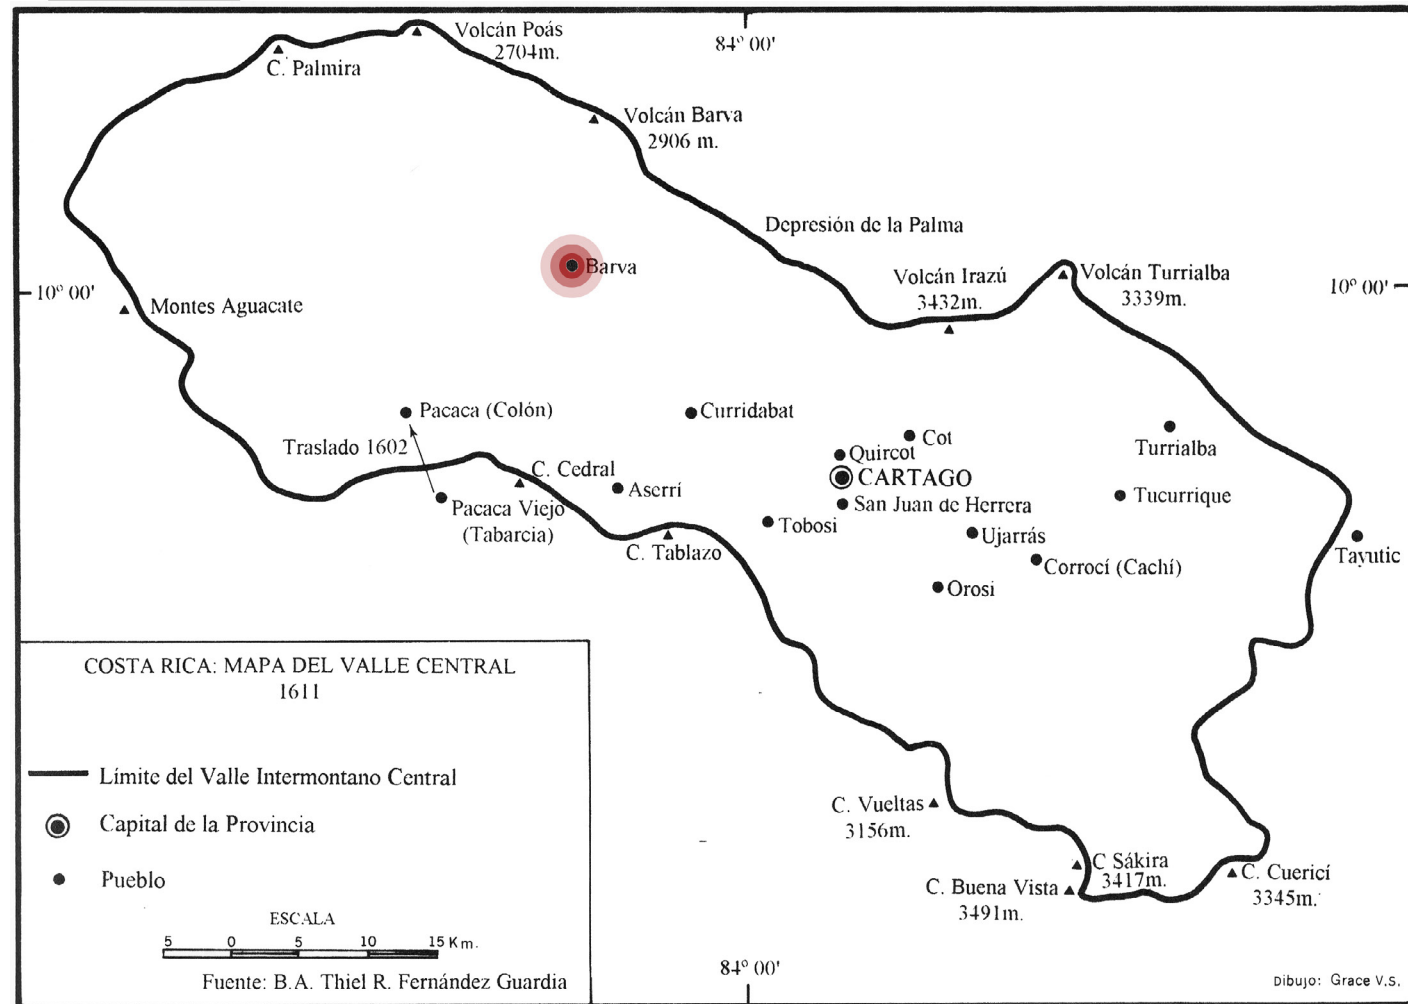 Volcán Poás
2704m.
84° 00'
C. Palmira
Volcán Barva
2906 m.
Depresión de la Palma
Barva
Volcán Irazú
3432m.
Volcán Turrialba
3339m.
10° 00'
10° 00'
Montes Aguacate
Pacaca (Colón)
Curridabat
Traslado 1602
Cot
Turrialba
Quircot
C. Cedral
CARTAGO
Aserrí
Tucurrique
Pacaca Viejo
(Tabarcia)
San Juan de Herrera
Tobosi
Ujarrás
C. Tablazo
Tayutic
Corrocí (Cachí)
Orosi
COSTA RICA: MAPA DEL VALLE CENTRAL
1611
Límite del Valle Intermontano Central
Capital de la Provincia
Pueblo
ESCALA
5 0 5 10 15 Km.
Fuente: B.A. Thiel R. Fernández Guardia
C. Vueltas
3156m.
C Sákira
3417m.
C. Buena Vista
3491m.
C. Cuericí
3345m.
84° 00'
Dibujo: Grace V.S.